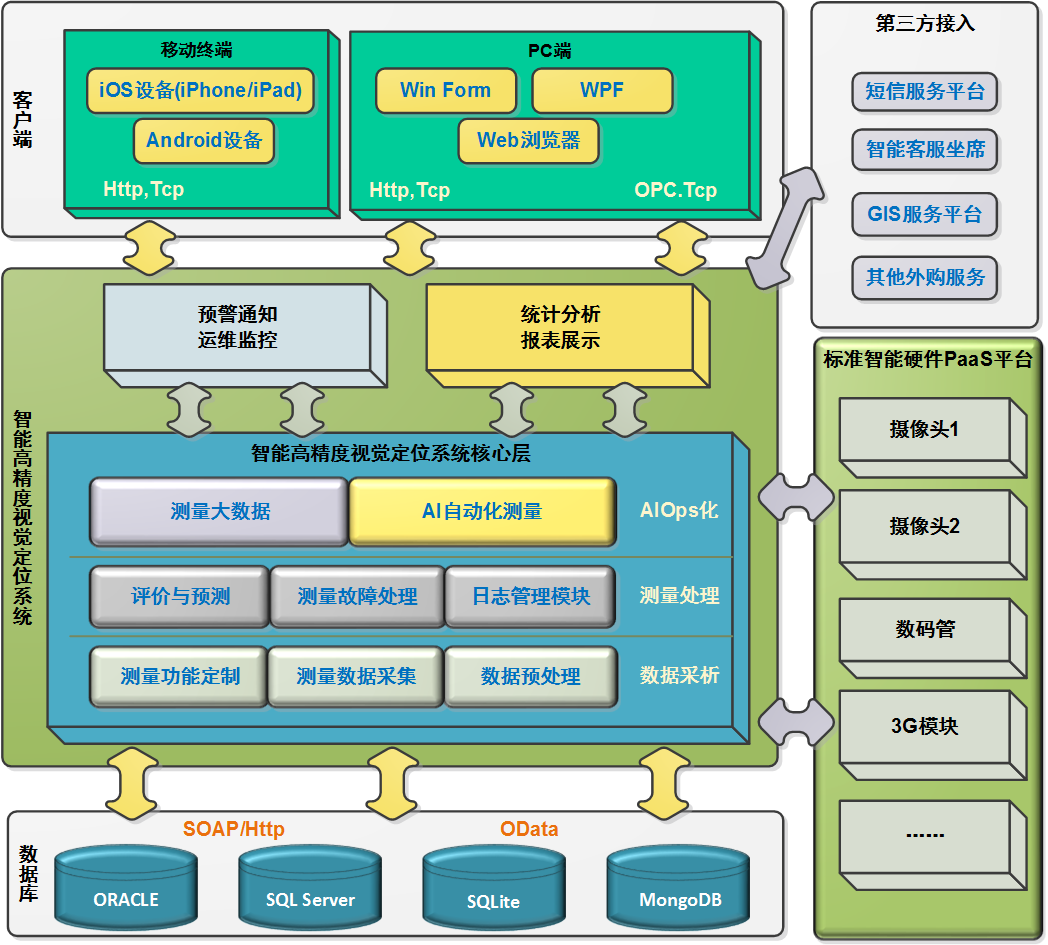 客户端
移动终端
iOS设备(iPhone/iPad)
Android设备
Http,Tcp
PC端
Win Form
WPF
Web浏览器
Http,Tcp
OPC.Tcp
第三方接入
短信服务平台
智能客服坐席
GIS服务平台
其他外购服务
智能高精度视觉定位系统
预警通知
运维监控
统计分析
报表展示
智能高精度视觉定位系统核心层
测量大数据
AI自动化测量
AIOps化
评价与预测
测量故障处理
日志管理模块
测量处理
测量功能定制
测量数据采集
数据预处理
数据采析
标准智能硬件PaaS平台
摄像头1
摄像头2
数码管
3G模块
......
数据库
SOAP/Http
OData
ORACLE
SQL Server
SQLite
MongoDB